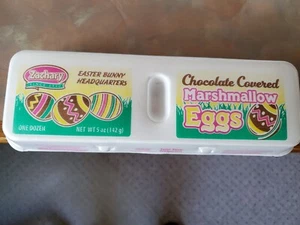 Zachary
EASTER BUNNY
HEADQUARTERS
ONE DOZEN
NET WT 5 oz (142 g)
Chocolate Covered
Marshmallow
Eggs